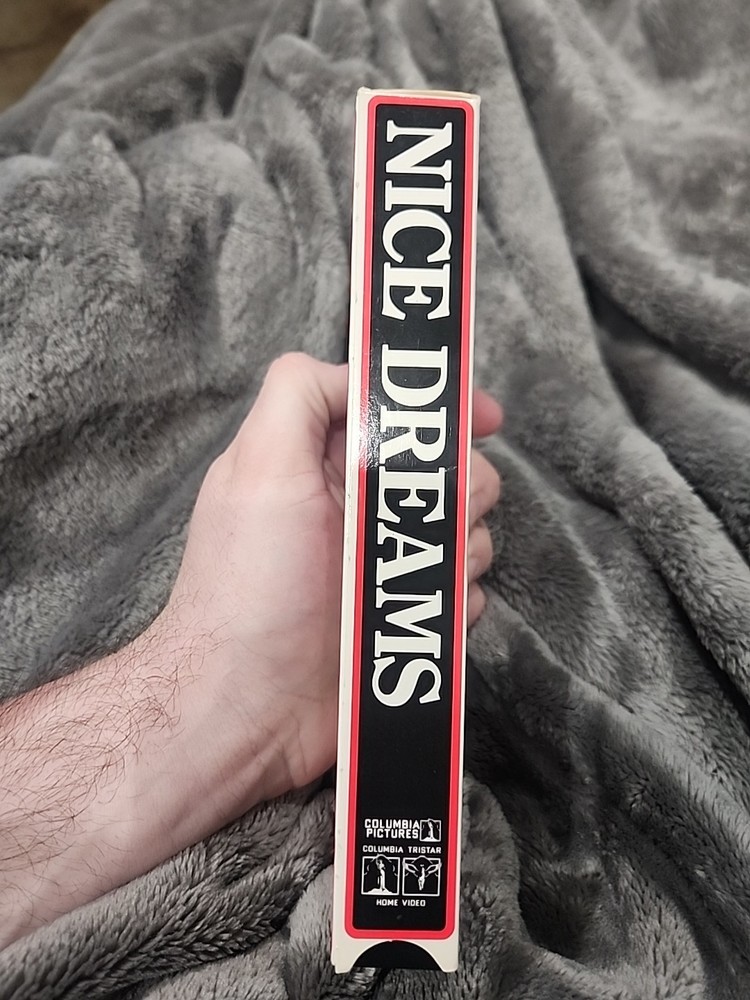 NICE DREAMS
COLUMBIA
PICTURES
COLUMBIA TRISTAR
HOME VIDEO